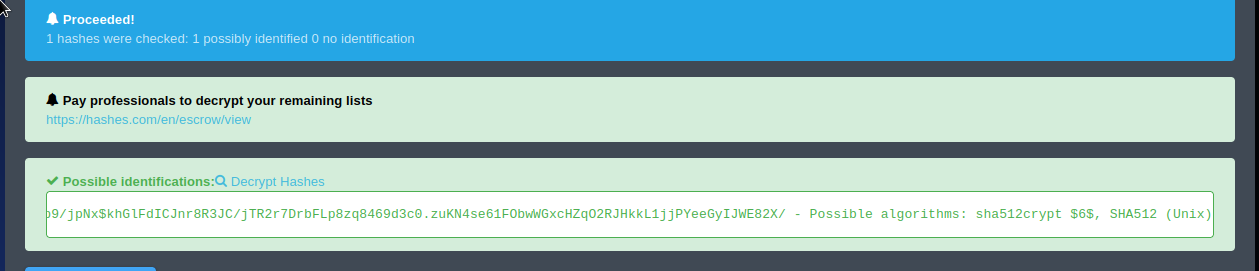 Proceeded!
1 hashes were checked: 1 possibly identified 0 no identification
Pay professionals to decrypt your remaining lists
https://hashes.com/en/escrow/view
Possible identifications: Decrypt Hashes
9/jpNx$khGlFdICJnr8R3JC/jTR2r7DrbFLp8zq8469d3c0.zuKN4se61FObwWGxcHZqO2RJHkkL1jjPYeeGyIJWE82X/ - Possible algorithms: sha512crypt $6$, SHA512 (Unix)